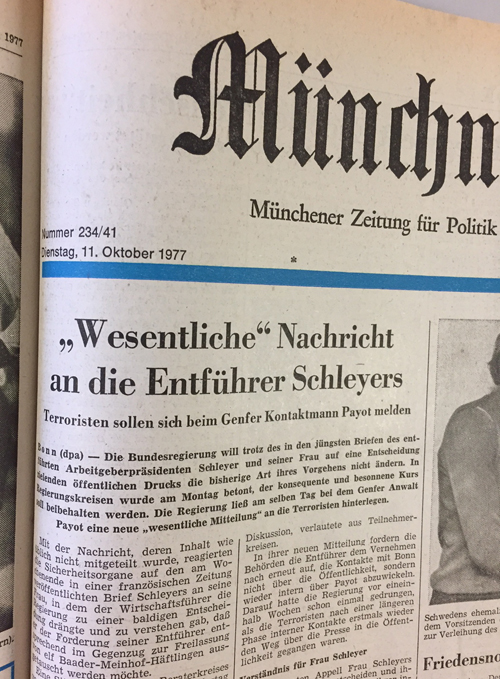 1977
Münchn
Münchener Zeitung für Politik
Nummer 234/41
Dienstag, 11. Oktober 1977
*
„Wesentliche“ Nachricht
an die Entführer Schleyers
Terroristen sollen sich beim Genfer Kontaktmann Payot melden
Bonn (dpa) — Die Bundesregierung will trotz des in den jüngsten Briefen des ent-
führten Arbeitgeberpräsidenten Schleyer und seiner Frau auf eine Entscheidung
zielenden öffentlichen Drucks die bisherige Art ihres Vorgehens nicht ändern. In
Regierungskreisen wurde am Montag betont, der konsequente und besonnene Kurs
soll beibehalten werden. Die Regierung ließ am selben Tag bei dem Genfer Anwalt
Payot eine neue „wesentliche Mitteilung“ an die Terroristen hinterlegen.
Mit der Nachricht, deren Inhalt wie
üblich nicht mitgeteilt wurde, reagierten
die Sicherheitsorgane auf den am Wo-
chenende in einer französischen Zeitung
veröffentlichten Brief Schleyers an seine
Frau, in dem der Wirtschaftsführer die
Regierung zu einer baldigen Entschei-
dung drängte und zu verstehen gab, daß
der Forderung seiner Entführer ent-
sprechend im Gegenzug zur Freilassung
von elf Baader-Meinhof-Häftlingen aus-
getauscht werden möchte.
Beraterkreises
Diskussion, verlautete aus Teilnehmer-
kreisen.
In ihrer neuen Mitteilung fordern die
Behörden die Entführer dem Vernehmen
nach erneut auf, die Kontakte mit Bonn
nicht über die Öffentlichkeit, sondern
wieder intern über Payot abzuwickeln.
Darauf hatte die Regierung vor einein-
halb Wochen schon einmal gedrungen,
als die Terroristen nach einer längeren
Phase interner Kontakte erstmals wieder
den Weg über die Presse in die Öffent-
lichkeit gegangen waren.
Verständnis für Frau Schleyer
Appell Frau Schleyers
Schwedens ehemal
dem Vorsitzenden
zur Verleihung des
Friedensno